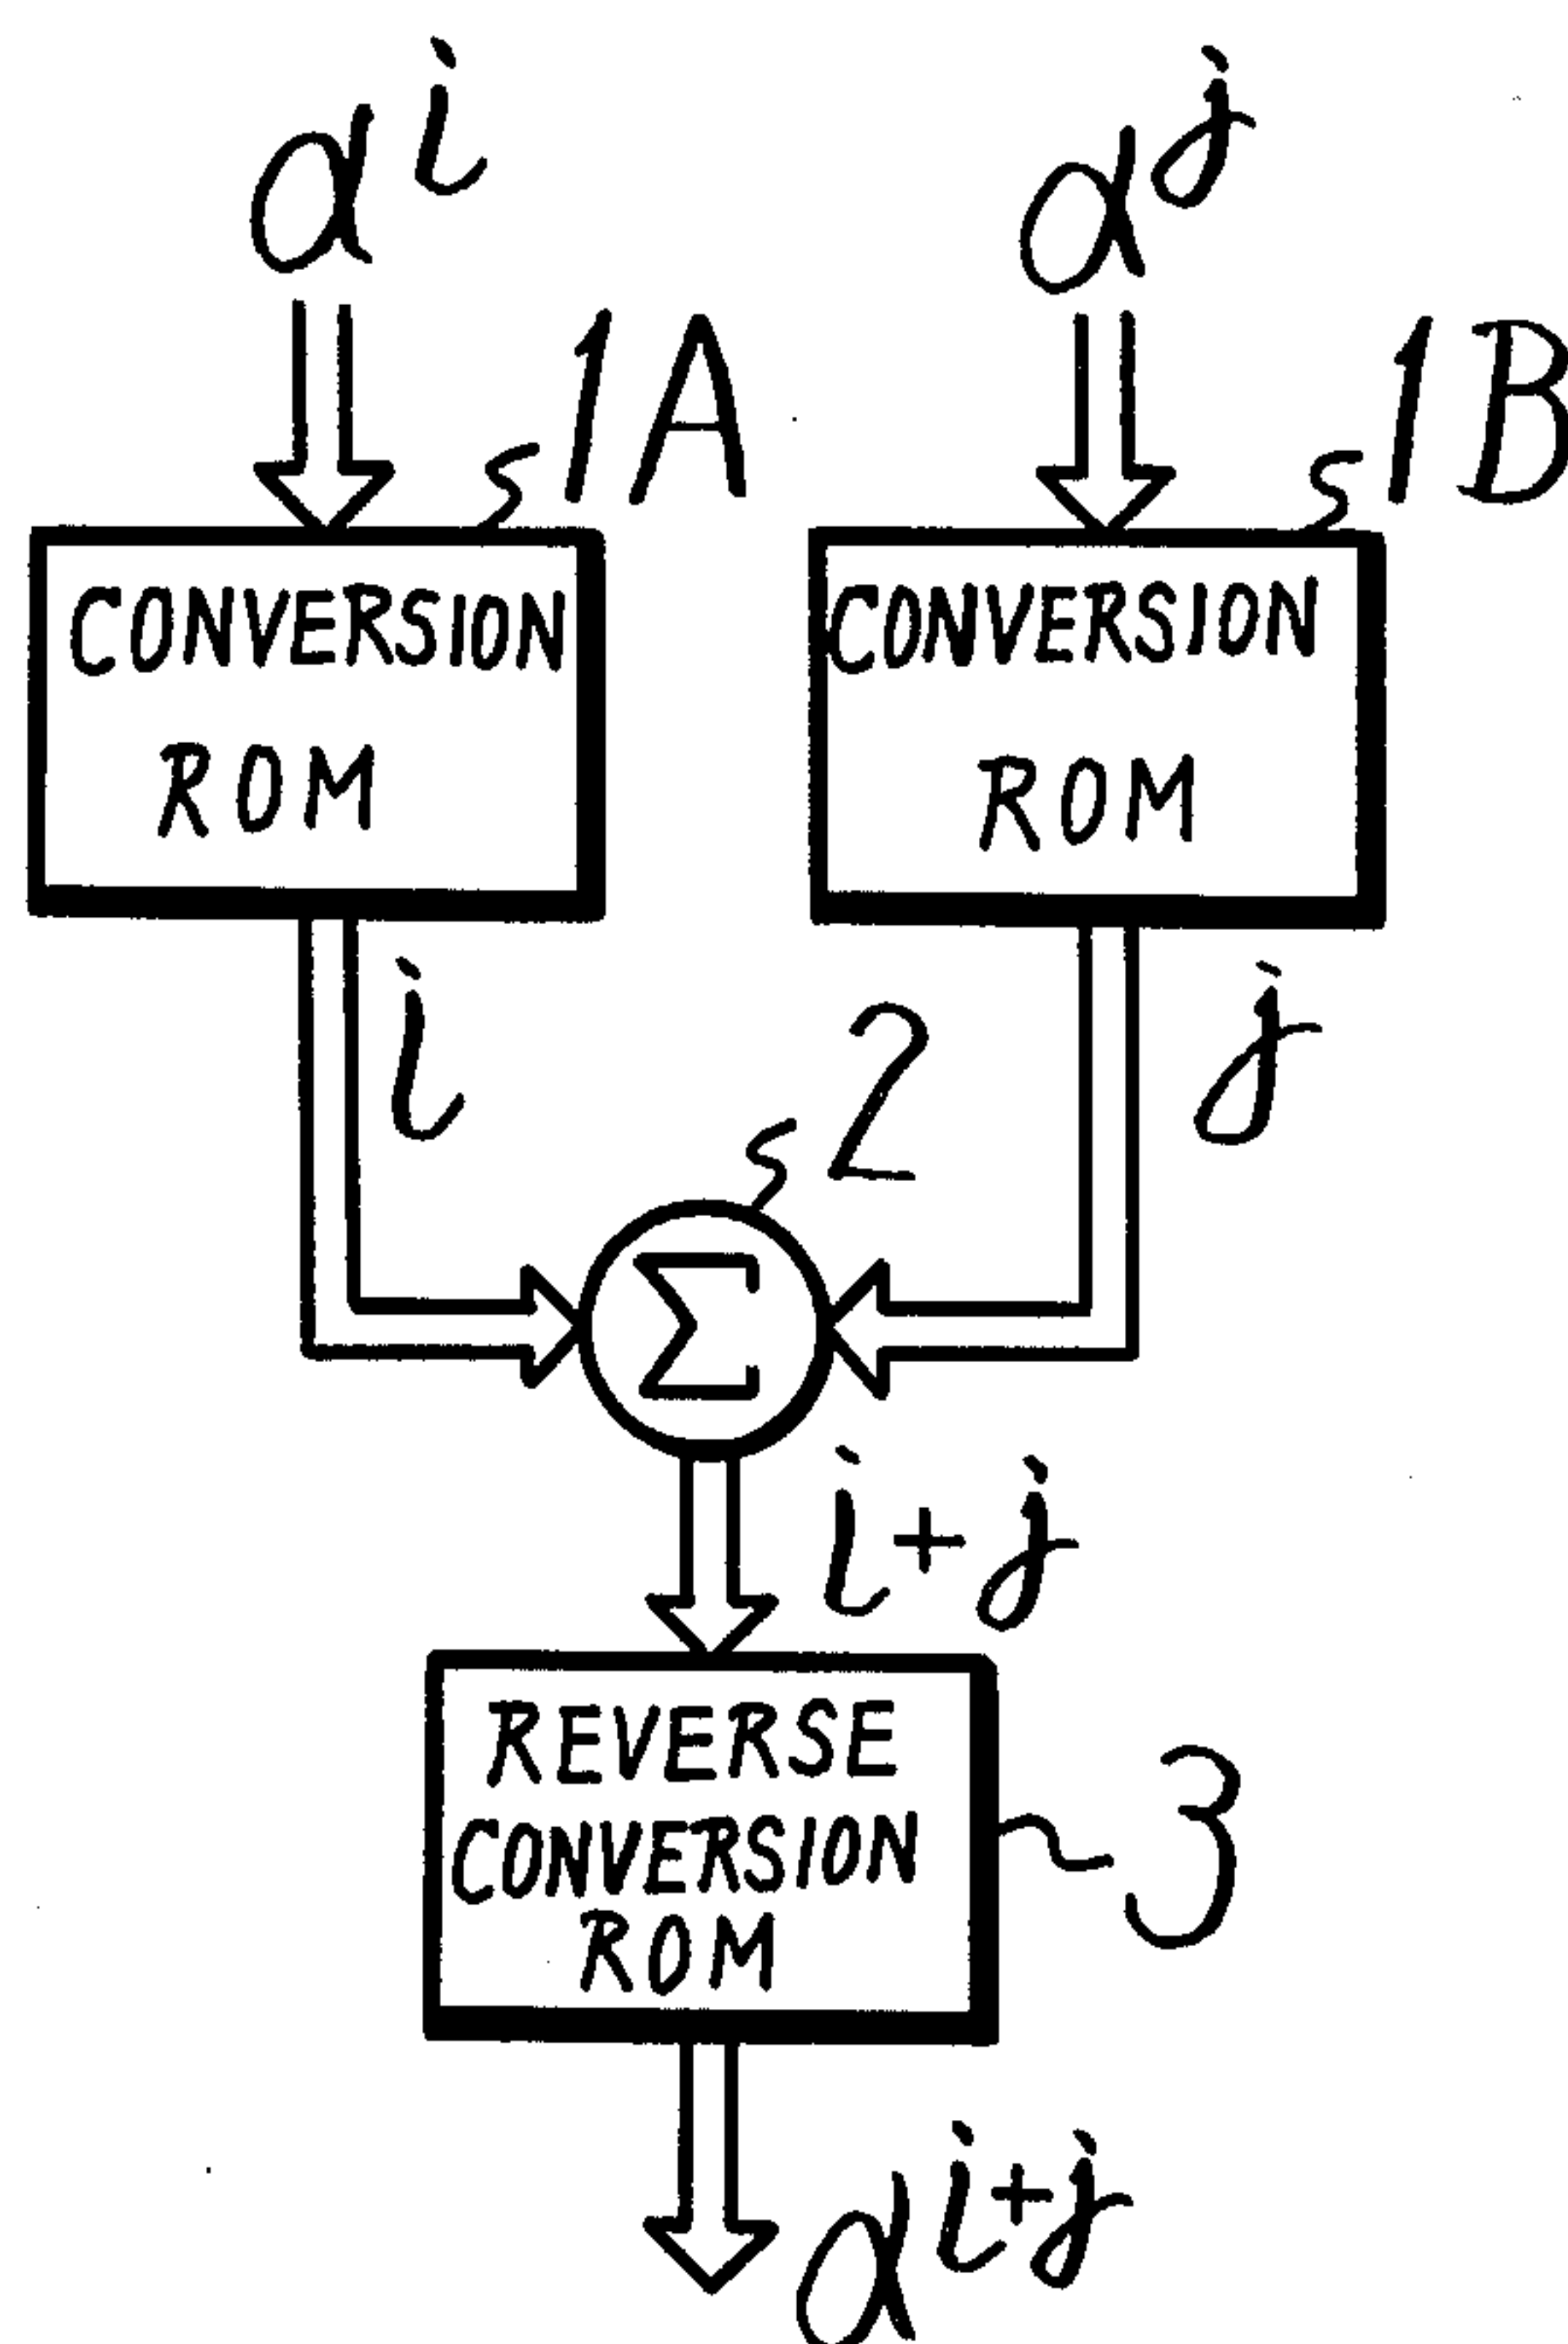 α^i α^j
1A 1B
CONVERSION
ROM
CONVERSION
ROM
i j
2
Σ
i+j
REVERSE
CONVERSION
ROM
3
α^{i+j}